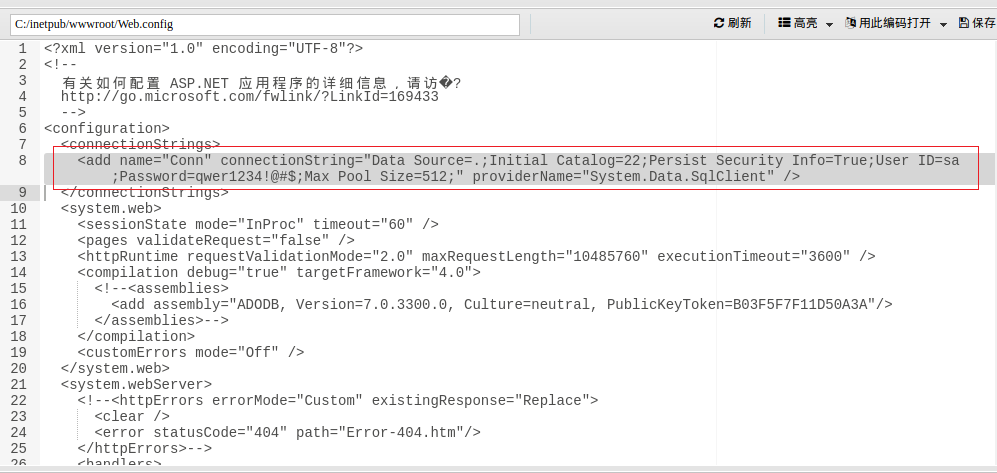 C:/inetpub/wwwroot/Web.config 刷新 高亮 用此编码打开 保存
1 <?xml version="1.0" encoding="UTF-8"?>
2 <!--
3 有关如何配置 ASP.NET 应用程序的详细信息，请访�?
4 http://go.microsoft.com/fwlink/?LinkId=169433
5 -->
6 <configuration>
7 <connectionStrings>
8 <add name="Conn" connectionString="Data Source=.;Initial Catalog=22;Persist Security Info=True;User ID=sa
;Password=qwer1234!@#$;Max Pool Size=512;" providerName="System.Data.SqlClient" />
9 </connectionStrings>
10 <system.web>
11 <sessionState mode="InProc" timeout="60" />
12 <pages validateRequest="false" />
13 <httpRuntime requestValidationMode="2.0" maxRequestLength="10485760" executionTimeout="3600" />
14 <compilation debug="true" targetFramework="4.0">
15 <!--<assemblies>
16 <add assembly="ADODB, Version=7.0.3300.0, Culture=neutral, PublicKeyToken=B03F5F7F11D50A3A"/>
17 </assemblies>-->
18 </compilation>
19 <customErrors mode="Off" />
20 </system.web>
21 <system.webServer>
22 <!--<httpErrors errorMode="Custom" existingResponse="Replace">
23 <clear />
24 <error statusCode="404" path="Error-404.htm"/>
25 </httpErrors>-->
26 <handlers>